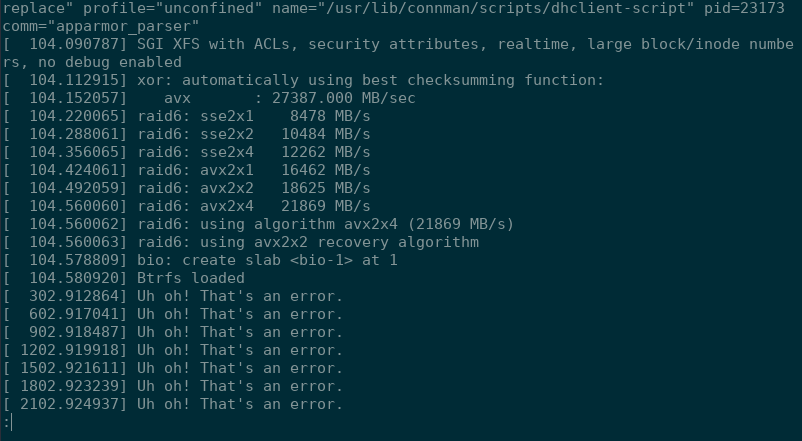 replace" profile="unconfined" name="/usr/lib/connman/scripts/dhclient-script" pid=23173
comm="apparmor_parser"
[  104.090787] SGI XFS with ACLs, security attributes, realtime, large block/inode numbe
rs, no debug enabled
[  104.112915] xor: automatically using best checksumming function:
[  104.152057]    avx       : 27387.000 MB/sec
[  104.220065] raid6: sse2x1    8478 MB/s
[  104.288061] raid6: sse2x2   10484 MB/s
[  104.356065] raid6: sse2x4   12262 MB/s
[  104.424061] raid6: avx2x1   16462 MB/s
[  104.492059] raid6: avx2x2   18625 MB/s
[  104.560060] raid6: avx2x4   21869 MB/s
[  104.560062] raid6: using algorithm avx2x4 (21869 MB/s)
[  104.560063] raid6: using avx2x2 recovery algorithm
[  104.578809] bio: create slab <bio-1> at 1
[  104.580920] Btrfs loaded
[  302.912864] Uh oh! That's an error.
[  602.917041] Uh oh! That's an error.
[  902.918487] Uh oh! That's an error.
[ 1202.919918] Uh oh! That's an error.
[ 1502.921611] Uh oh! That's an error.
[ 1802.923239] Uh oh! That's an error.
[ 2102.924937] Uh oh! That's an error.
: